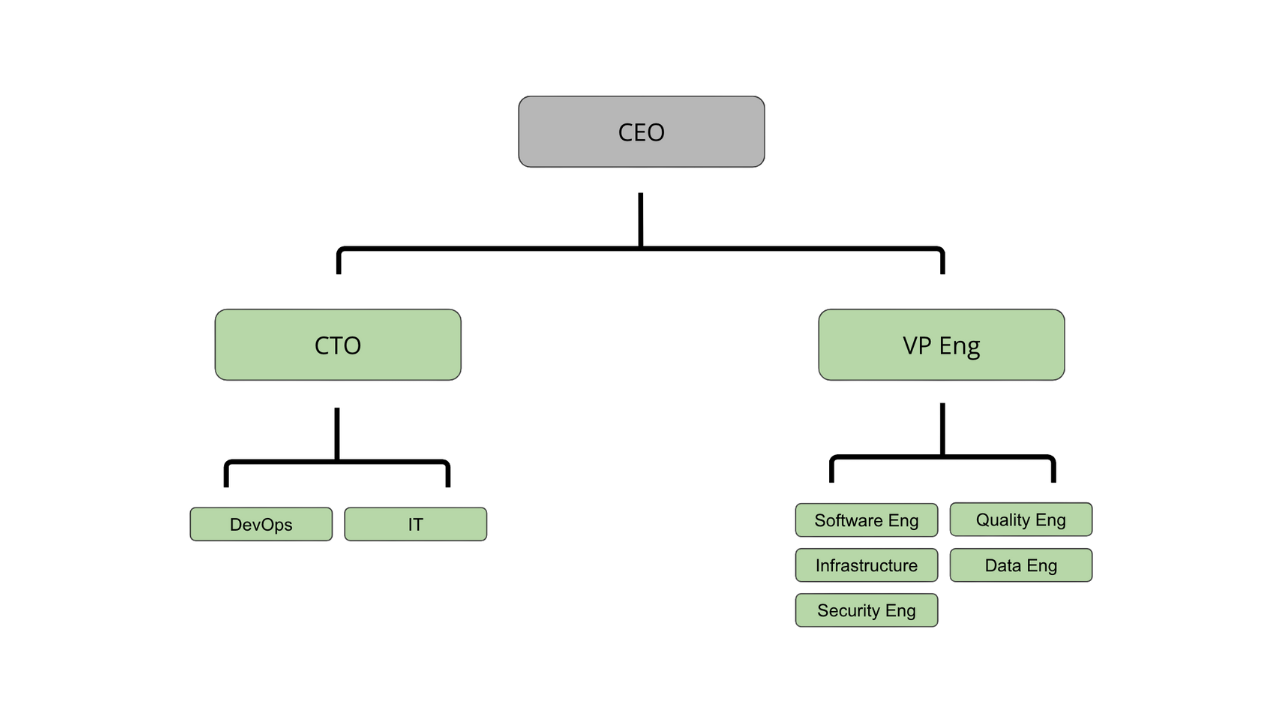 CEO
CTO
VP Eng
DevOps
IT
Software Eng
Quality Eng
Infrastructure
Data Eng
Security Eng